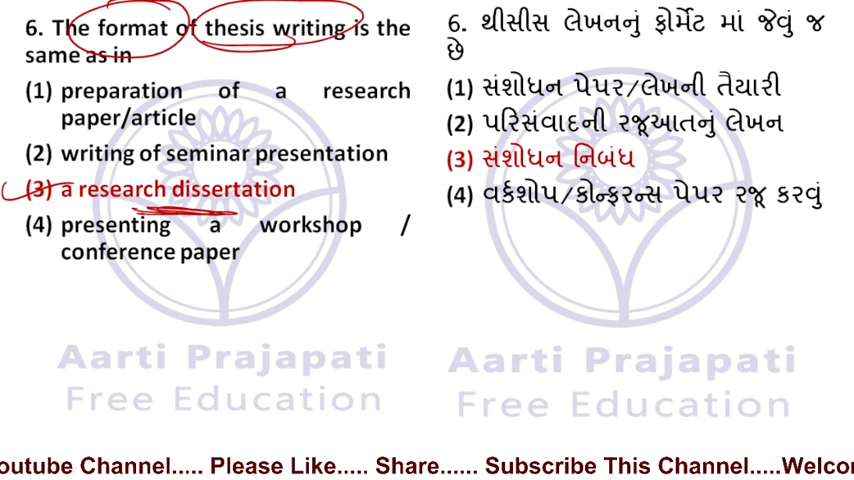 6. The format of thesis writing is the
same as in
(1) preparation of a research
paper/article
(2) writing of seminar presentation
(3) a research dissertation
(4) presenting a workshop /
conference paper
6. થીસીસ લેખનનું ફોર્મેટ માં જેવું જ
છે
(1) સંશોધન પેપર/લેખની તૈયારી
(2) પરિસંવાદની રજૂઆતનું લેખન
(3) સંશોધન નિબંધ
(4) વર્કશોપ/કોન્ફરન્સ પેપર રજૂ કરવું
Aarti Prajapati
Free Education
Aarti Prajapati
Free Education
outube Channel..... Please Like..... Share...... Subscribe This Channel.....Welcor